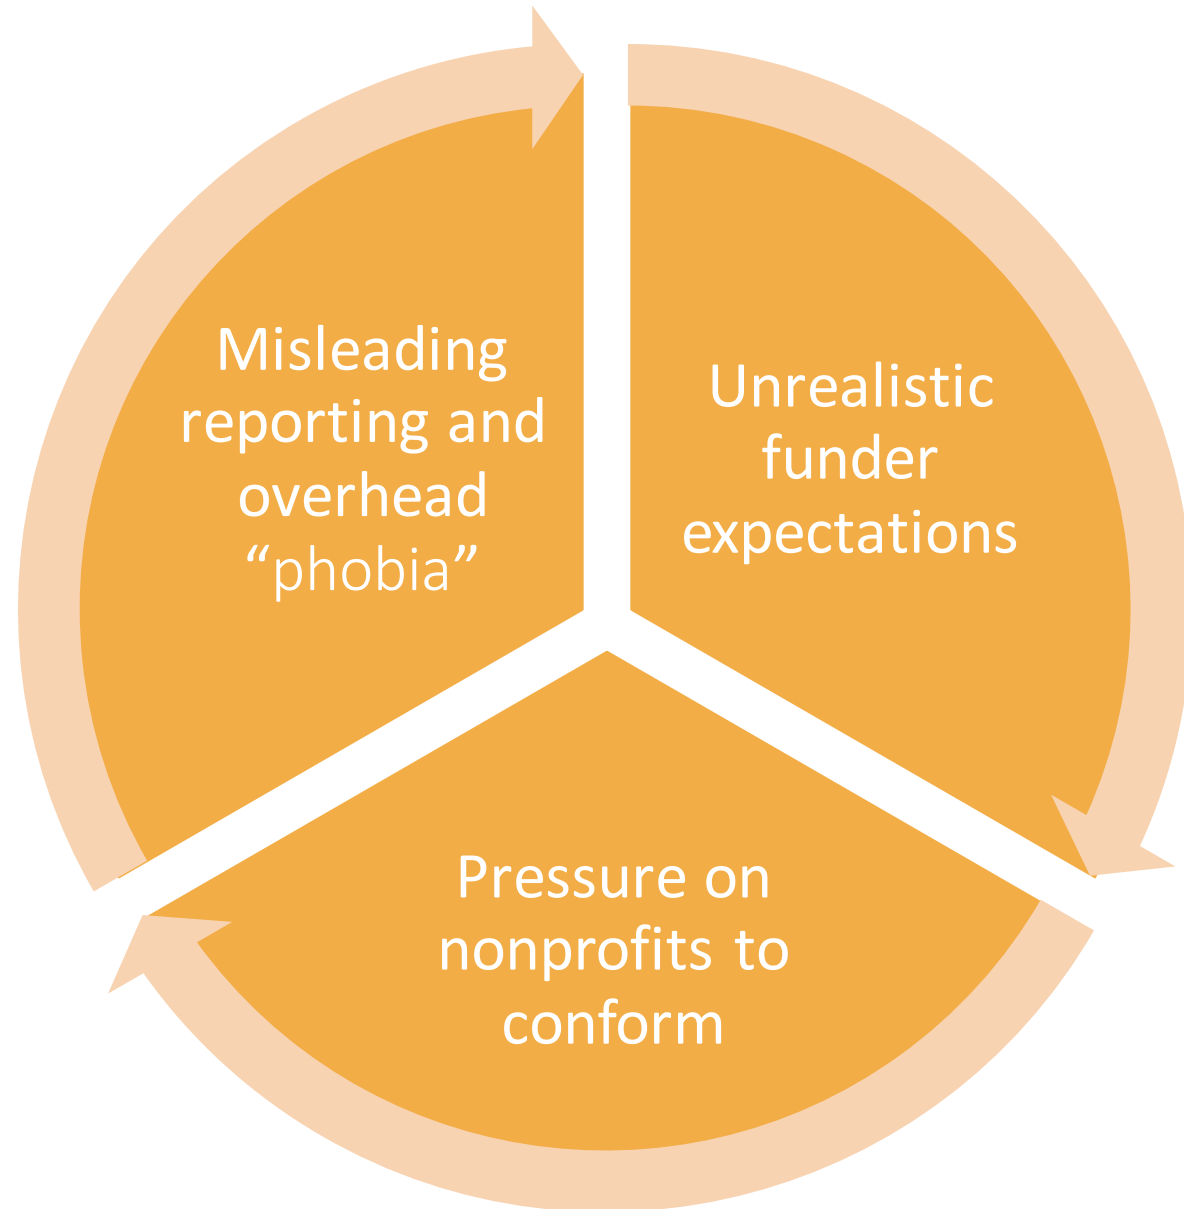 Misleading
reporting and
overhead
“phobia”
Unrealistic
funder
expectations
Pressure on
nonprofits to
conform